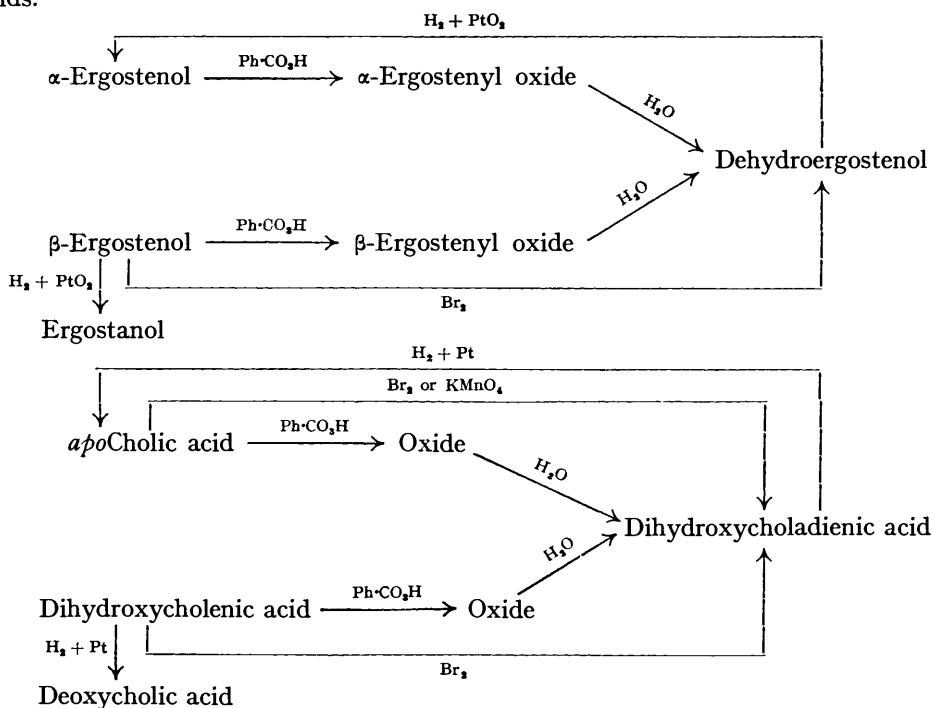 ids.
H₂ + PtO₂
α-Ergostenol
Ph·CO₃H
α-Ergostenyl oxide
H₂O
Dehydroergostenol
β-Ergostenol
Ph·CO₃H
β-Ergostenyl oxide
H₂O
H₂ + PtO₂
Br₂
Ergostanol
H₂ + Pt
Br₂ or KMnO₄
apoCholic acid
Ph·CO₃H
Oxide
H₂O
Dihydroxycholadienic acid
H₂O
Dihydroxycholenic acid
Ph·CO₃H
Oxide
H₂ + Pt
Br₂
Deoxycholic acid